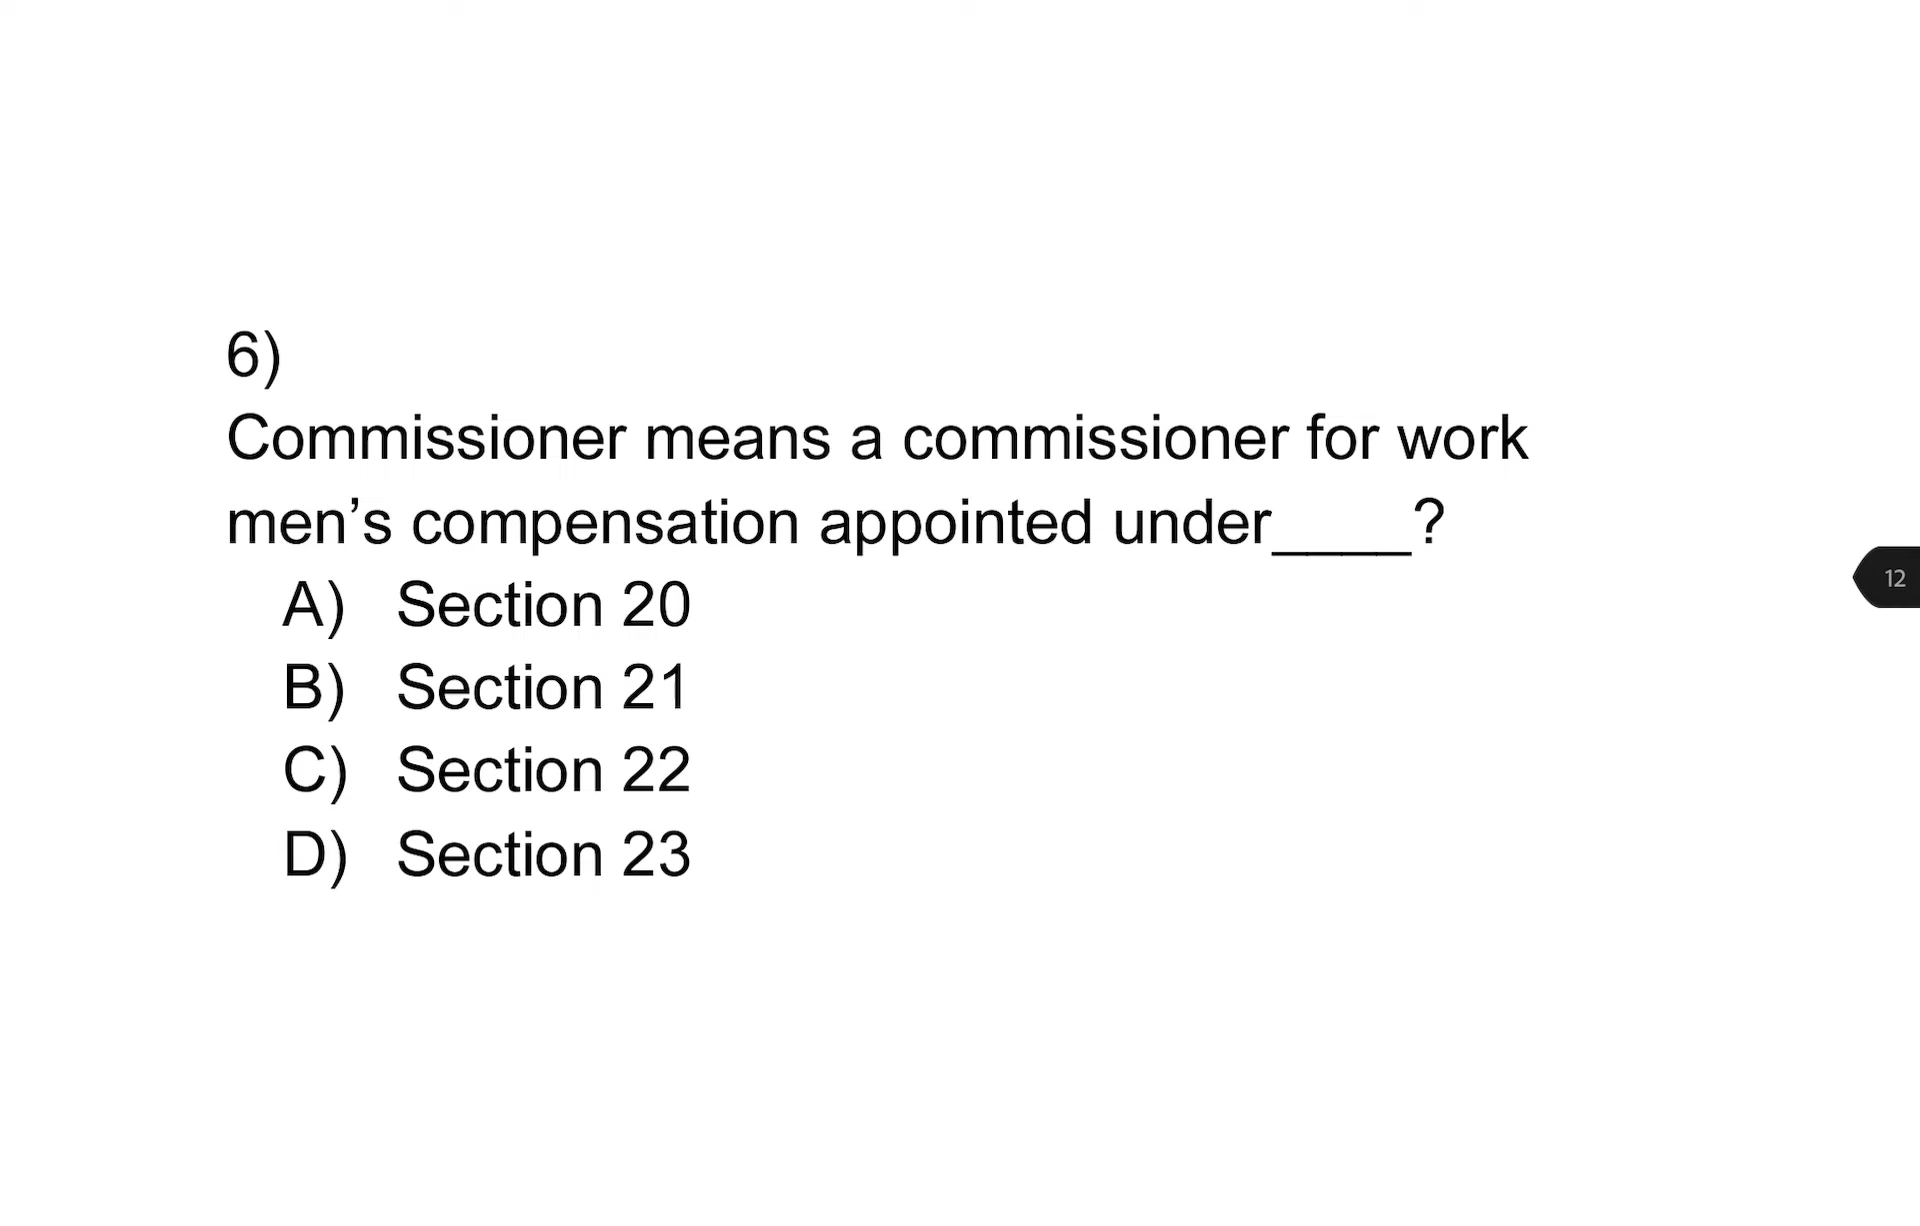 6)
Commissioner means a commissioner for work
men’s compensation appointed under____?
A) Section 20
B) Section 21
C) Section 22
D) Section 23
12